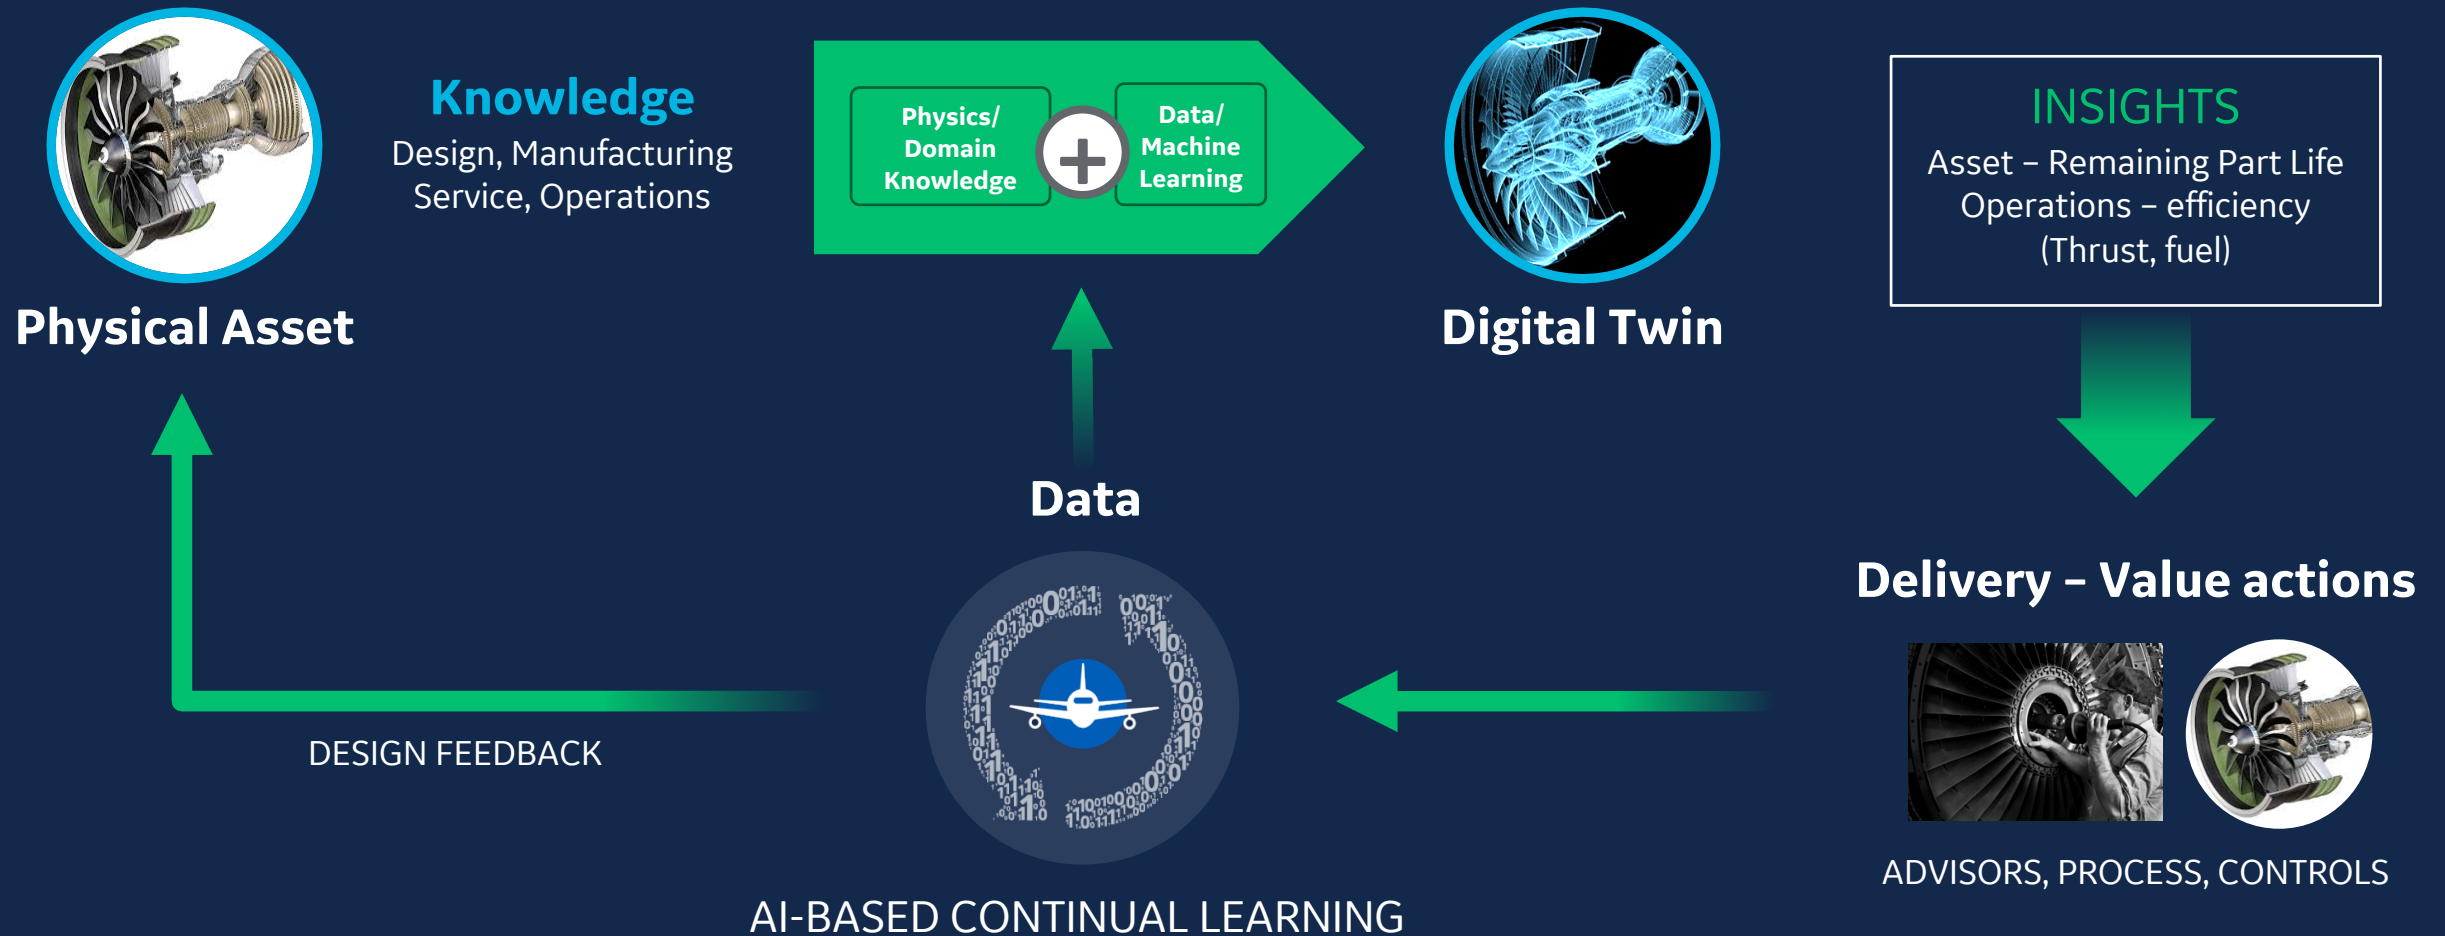 Knowledge
Design, Manufacturing
Service, Operations
Physical Asset
Physics/
Domain
Knowledge
Data/
Machine
Learning
Digital Twin
INSIGHTS
Asset – Remaining Part Life
Operations – efficiency
(Thrust, fuel)
Data
Delivery – Value actions
DESIGN FEEDBACK
ADVISORS, PROCESS, CONTROLS
AI-BASED CONTINUAL LEARNING